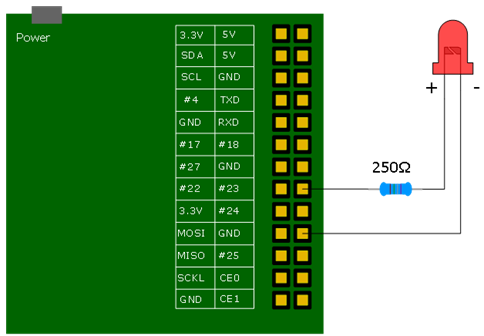 Power
3.3V 5V
SDA 5V
SCL GND
#4 TXD
GND RXD
#17 #18
#27 GND
#22 #23
3.3V #24
MOSI GND
MISO #25
SCKL CE0
GND CE1
250Ω
+ -